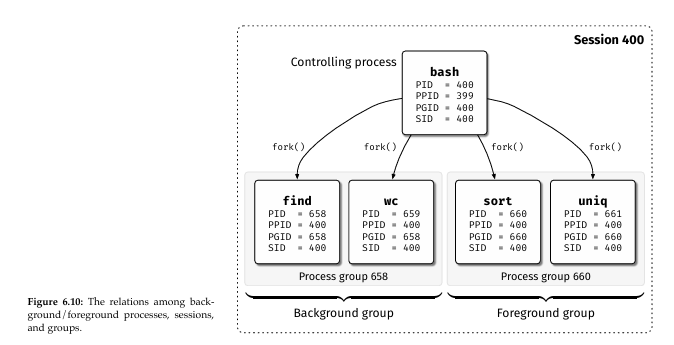 Session 400
Controlling process
bash
PID = 400
PPID = 399
PGID = 400
SID = 400
fork()
fork()
fork()
fork()
find
PID = 658
PPID = 400
PGID = 658
SID = 400
wc
PID = 659
PPID = 400
PGID = 658
SID = 400
sort
PID = 660
PPID = 400
PGID = 660
SID = 400
uniq
PID = 661
PPID = 400
PGID = 660
SID = 400
Process group 658
Process group 660
Background group
Foreground group
Figure 6.10: The relations among back-
ground/foreground processes, sessions,
and groups.